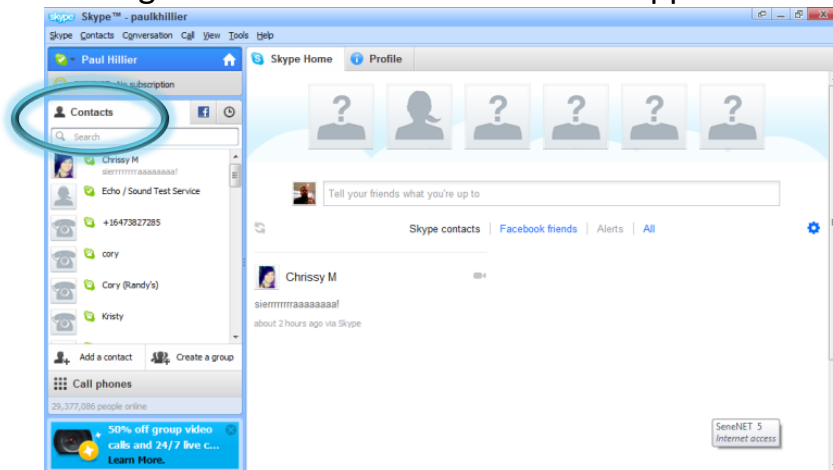 skype Skype™ - paulkhillier
Skype Contacts Conversation Call View Tools Help
Paul Hillier
No subscription
Contacts
Search
Chrissy M
sierrrrrrraaaaaaaa!
Echo / Sound Test Service
+16473827285
cory
Cory (Randy's)
Kristy
Add a contact Create a group
Call phones
29,377,086 people online
50% off group video
calls and 24/7 live c...
Learn More.
Skype Home Profile
Tell your friends what you're up to
Skype contacts Facebook friends Alerts All
Chrissy M
sierrrrrrraaaaaaaa!
about 2 hours ago via Skype
SeneNET 5
Internet access